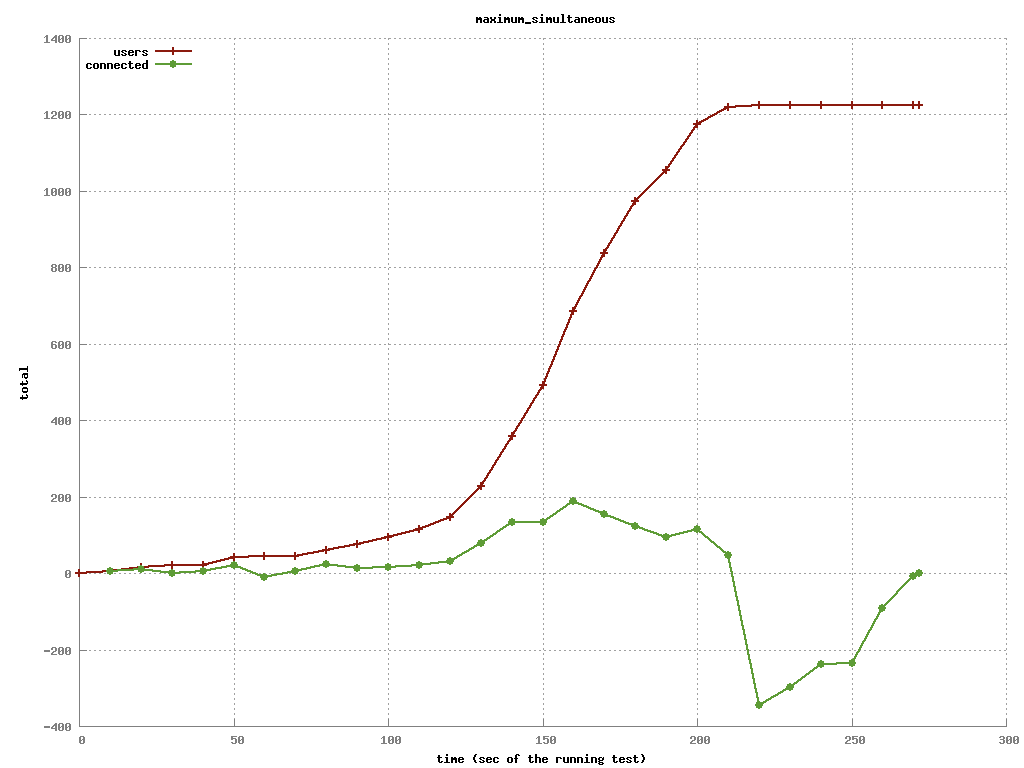 maximum_simultaneous
users
connected
1400
1200
1000
800
600
400
200
0
-200
-400
total
0 50 100 150 200 250 300
time (sec of the running test)